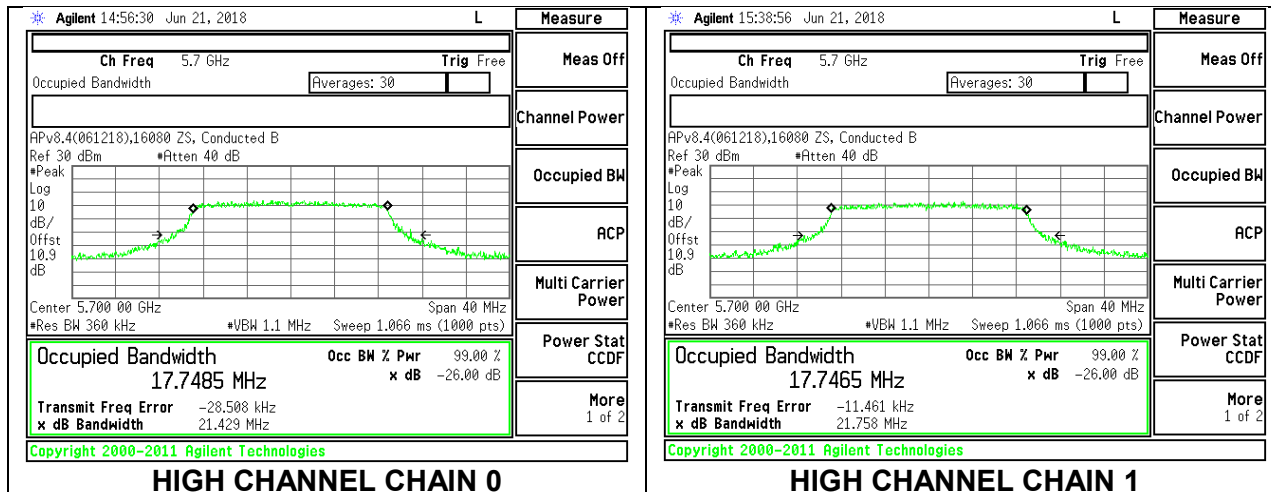 Agilent 14:56:30 Jun 21, 2018 L Measure
Ch Freq 5.7 GHz Trig Free
Meas Off
Occupied Bandwidth Averages: 30
Channel Power
APv8.4(061218),16080 ZS, Conducted B
Ref 30 dBm #Atten 40 dB
#Peak
Log
10
dB/
Offst
10.9
dB
Occupied BW
ACP
Multi Carrier
Power
Center 5.700 00 GHz Span 40 MHz
#Res BW 360 kHz #VBW 1.1 MHz Sweep 1.066 ms (1000 pts)
Power Stat
CCDF
Occupied Bandwidth Occ BW % Pwr 99.00 %
17.7485 MHz x dB -26.00 dB
Transmit Freq Error -28.508 kHz
x dB Bandwidth 21.429 MHz
More
1 of 2
Copyright 2000-2011 Agilent Technologies
HIGH CHANNEL CHAIN 0
Agilent 15:38:56 Jun 21, 2018 L Measure
Ch Freq 5.7 GHz Trig Free
Meas Off
Occupied Bandwidth Averages: 30
Channel Power
APv8.4(061218),16080 ZS, Conducted B
Ref 30 dBm #Atten 40 dB
#Peak
Log
10
dB/
Offst
10.9
dB
Occupied BW
ACP
Multi Carrier
Power
Center 5.700 00 GHz Span 40 MHz
#Res BW 360 kHz #VBW 1.1 MHz Sweep 1.066 ms (1000 pts)
Power Stat
CCDF
Occupied Bandwidth Occ BW % Pwr 99.00 %
17.7465 MHz x dB -26.00 dB
Transmit Freq Error -11.461 kHz
x dB Bandwidth 21.758 MHz
More
1 of 2
Copyright 2000-2011 Agilent Technologies
HIGH CHANNEL CHAIN 1